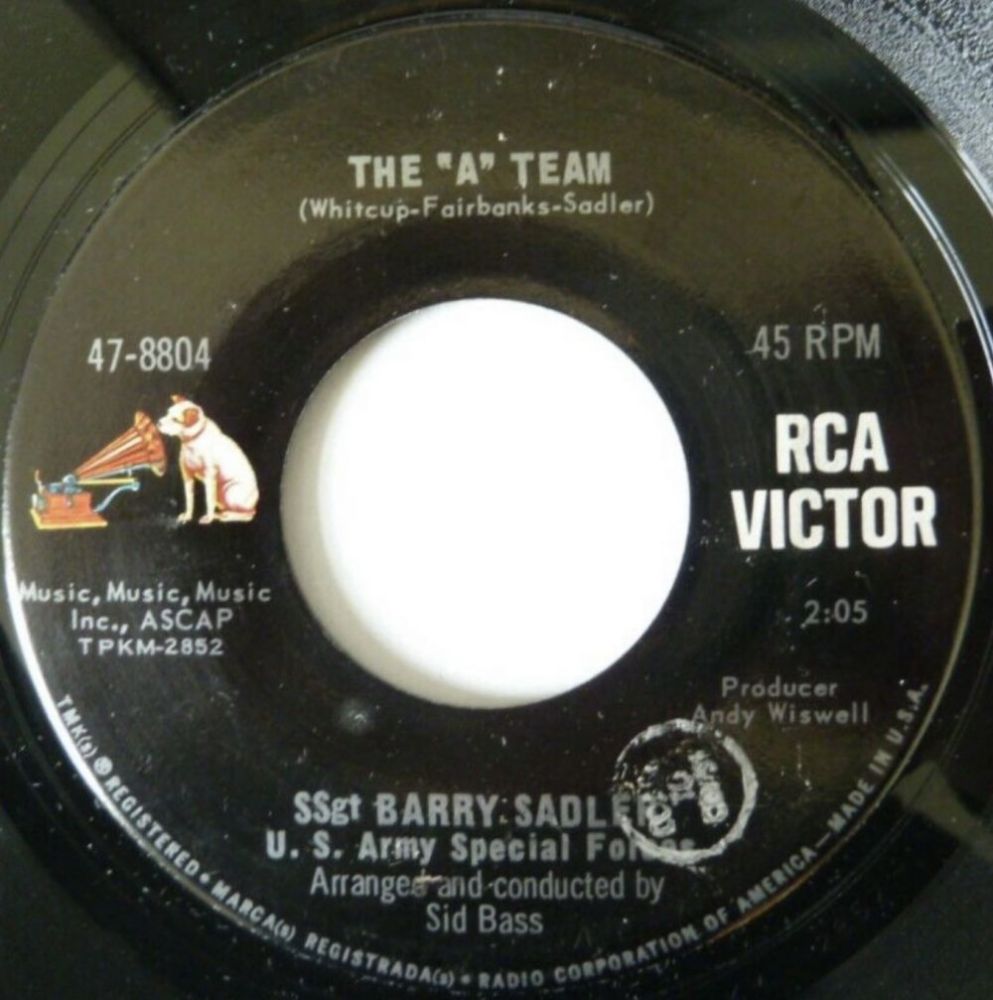 THE "A" TEAM
(Whitcup-Fairbanks-Sadler)
47-8804
45 RPM
RCA
VICTOR
Music, Music, Music
Inc., ASCAP
TPKM-2852
2:05
Producer
Andy Wiswell
SSgt BARRY SADLER
U. S. Army Special Forces
Arranged and conducted by
Sid Bass
TMK(s) ® REGISTERED • MARCA(s) REGISTRADA(s) • RADIO CORPORATION OF AMERICA—MADE IN U.S.A.